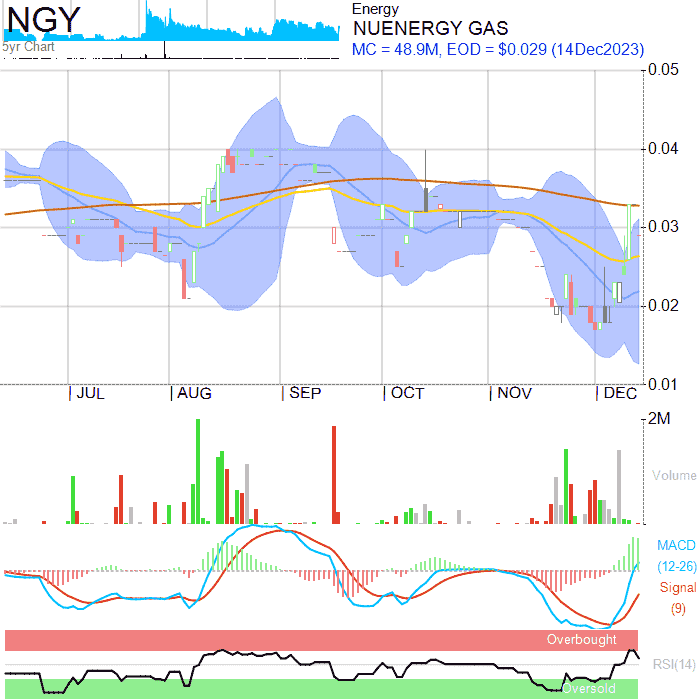 NGY
Energy
NUENERGY GAS
MC = 48.9M, EOD = $0.029 (14Dec2023)
5yr Chart
0.05
0.04
0.03
0.02
0.01
JUL AUG SEP OCT NOV DEC
2M
Volume
MACD
(12-26)
Signal
(9)
Overbought
RSI(14)
Oversold